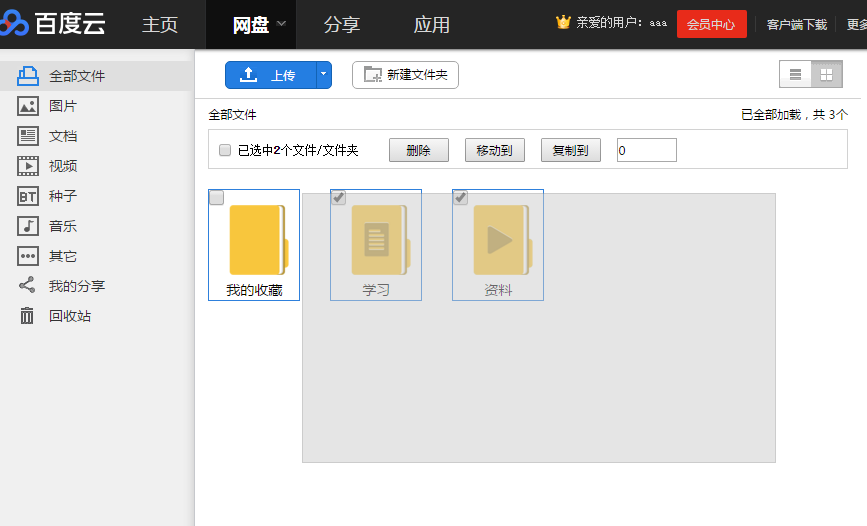 百度云 主页 网盘 分享 应用 亲爱的用户：aaa 会员中心 客户端下载
全部文件
图片
文档
视频
BT 种子
音乐
其它
我的分享
回收站
上传 新建文件夹
全部文件 已全部加载，共 3个
已选中2个文件/文件夹 删除 移动到 复制到 0
我的收藏 学习 资料